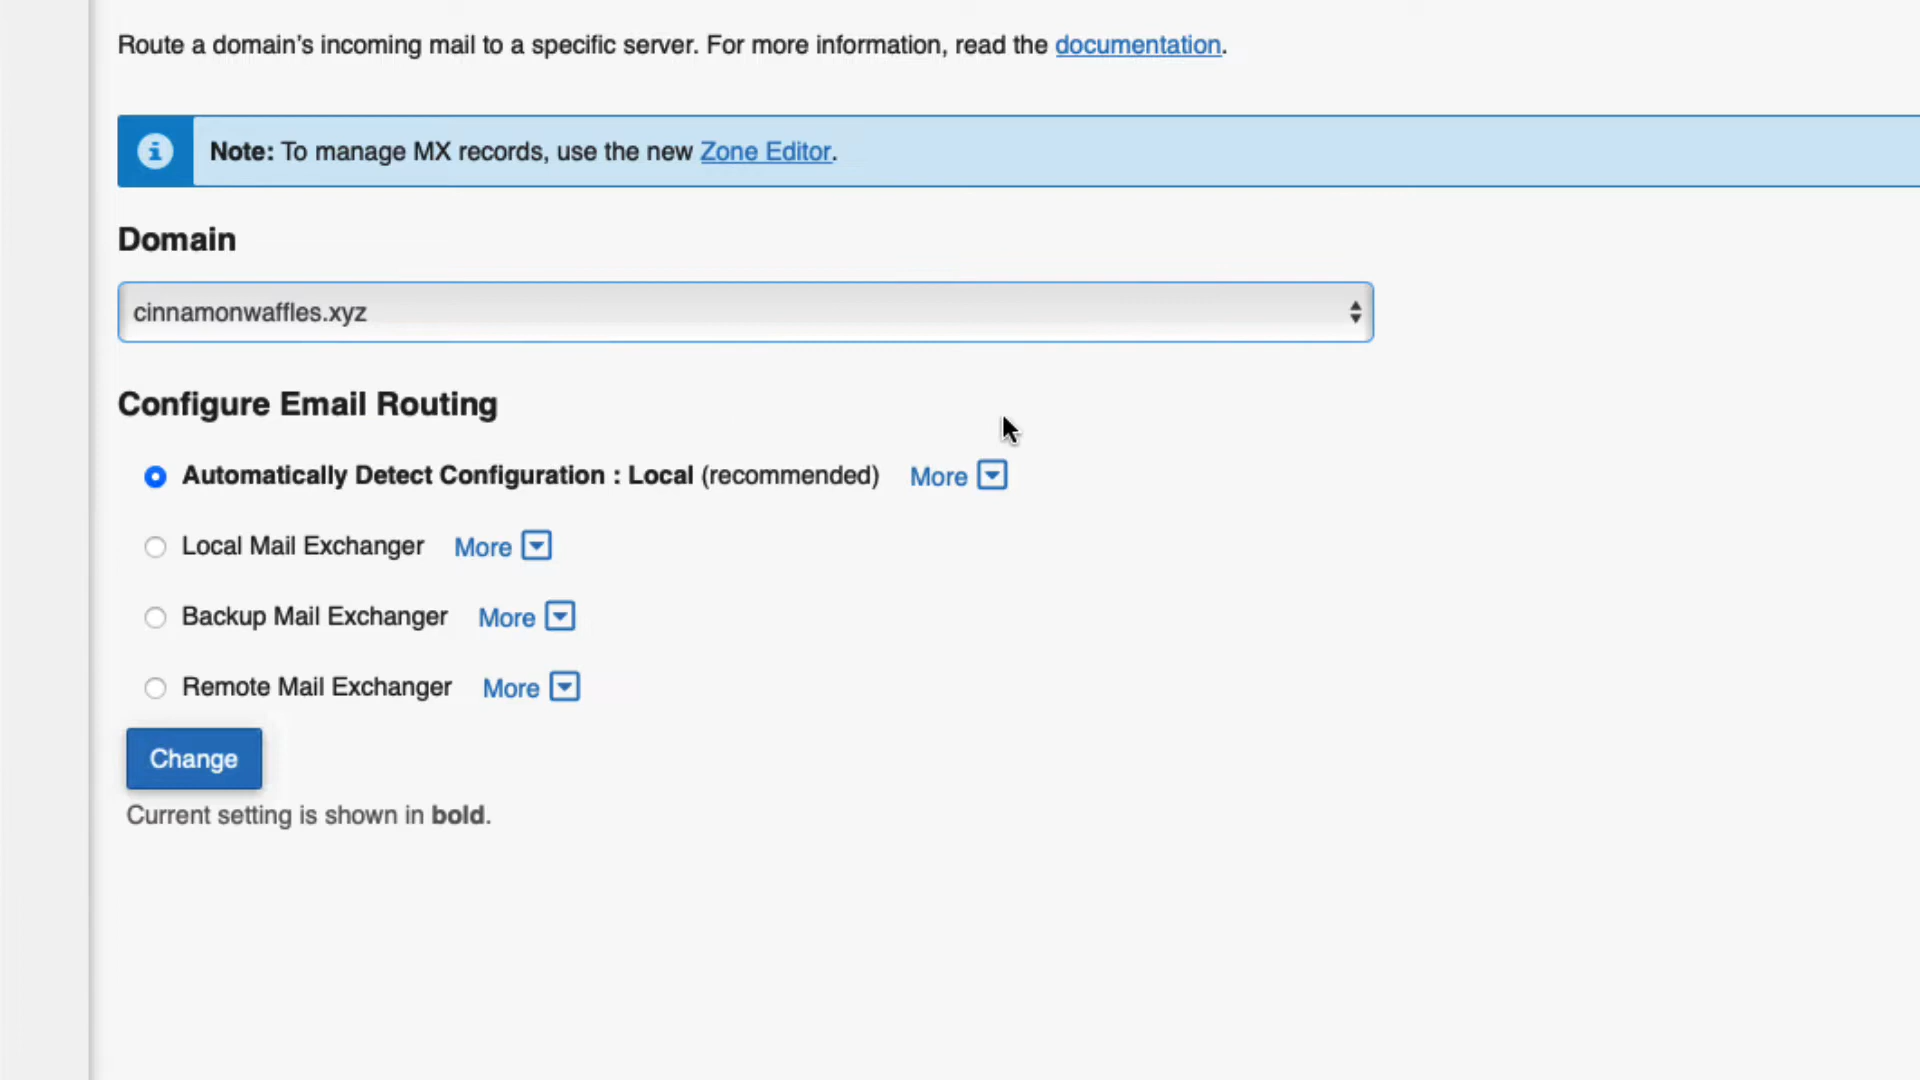 Route a domain's incoming mail to a specific server. For more information, read the documentation.
Note: To manage MX records, use the new Zone Editor.
Domain
cinnamonwaffles.xyz
Configure Email Routing
Automatically Detect Configuration : Local (recommended) More
Local Mail Exchanger More
Backup Mail Exchanger More
Remote Mail Exchanger More
Change
Current setting is shown in bold.